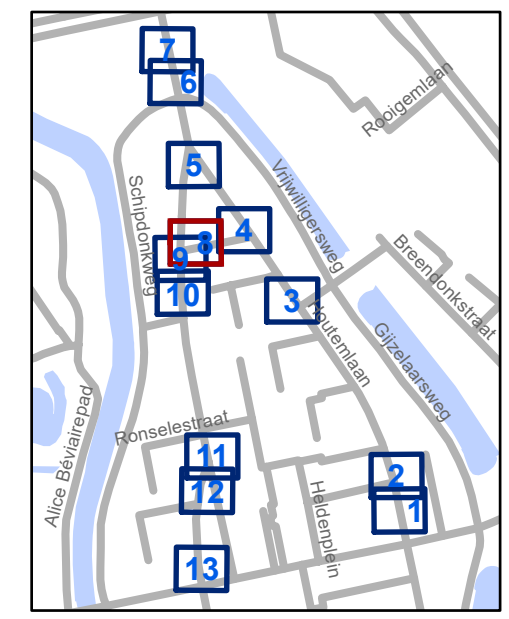 7
6
Rooigemlaan
5
Vrijwilligersweg
Schipdonkweg
4
8
9
Breendonkstraat
10
3
Houtemlaan
Gijzelaarsweg
Alice Béviairepad
Ronselestraat
11
2
12
Heldenplein
1
13